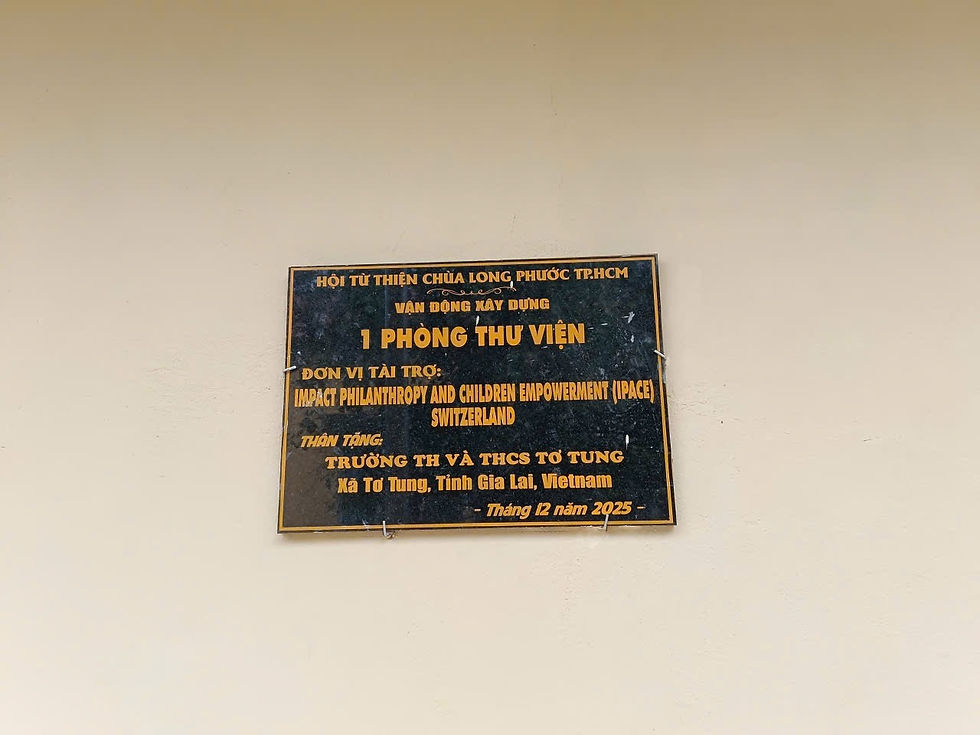 HỘI TỪ THIỆN CHÙA LONG PHƯỚC TP.HCM
VẬN ĐỘNG XÂY DỰNG
1 PHÒNG THƯ VIỆN
ĐƠN VỊ TÀI TRỢ:
IMPACT PHILANTHROPY AND CHILDREN EMPOWERMENT (IPACE)
SWITZERLAND
THÂN TẶNG:
TRƯỜNG TH VÀ THCS TƠ TUNG
Xã Tơ Tung, Tỉnh Gia Lai, Vietnam
- Tháng 12 năm 2025 -